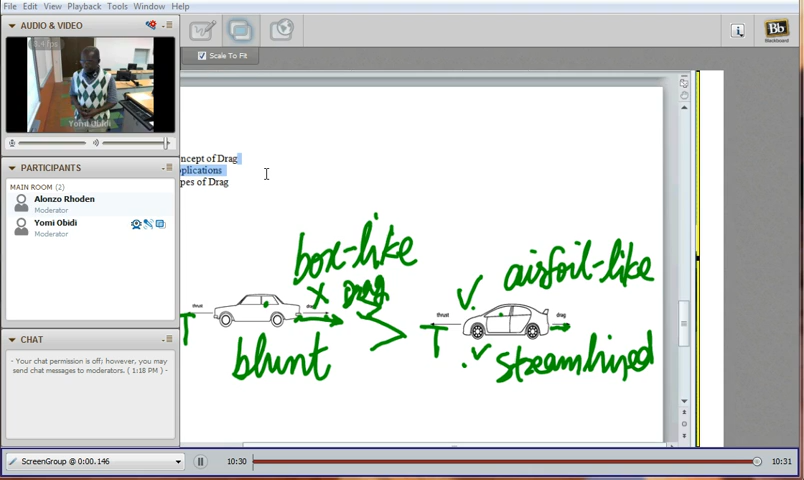 File Edit View Playback Tools Window Help
AUDIO & VIDEO
Yomi Obidi
Scale To Fit
Bb
Blackboard
PARTICIPANTS
MAIN ROOM (2)
Alonzo Rhoden
Moderator
Yomi Obidi
Moderator
CHAT
- Your chat permission is off; however, you may
send chat messages to moderators. ( 1:18 PM ) -
ncept of Drag
pplications
pes of Drag
box-like
X Drag
thrust
T
blunt
>
airfoil-like
thrust
drag
T
streamlined
ScreenGroup @ 0:00.146
10:30
10:31